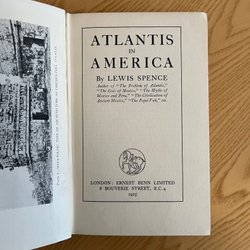 ATLANTIS
IN
AMERICA
By LEWIS SPENCE
Author of "The Problem of Atlantis,"
"The Gods of Mexico," "The Myths of
Mexico and Peru," "The Civilization of
Ancient Mexico," "The Popol Vuh," etc.
LONDON: ERNEST BENN LIMITED
8 BOUVERIE STREET, E.C.4
1925